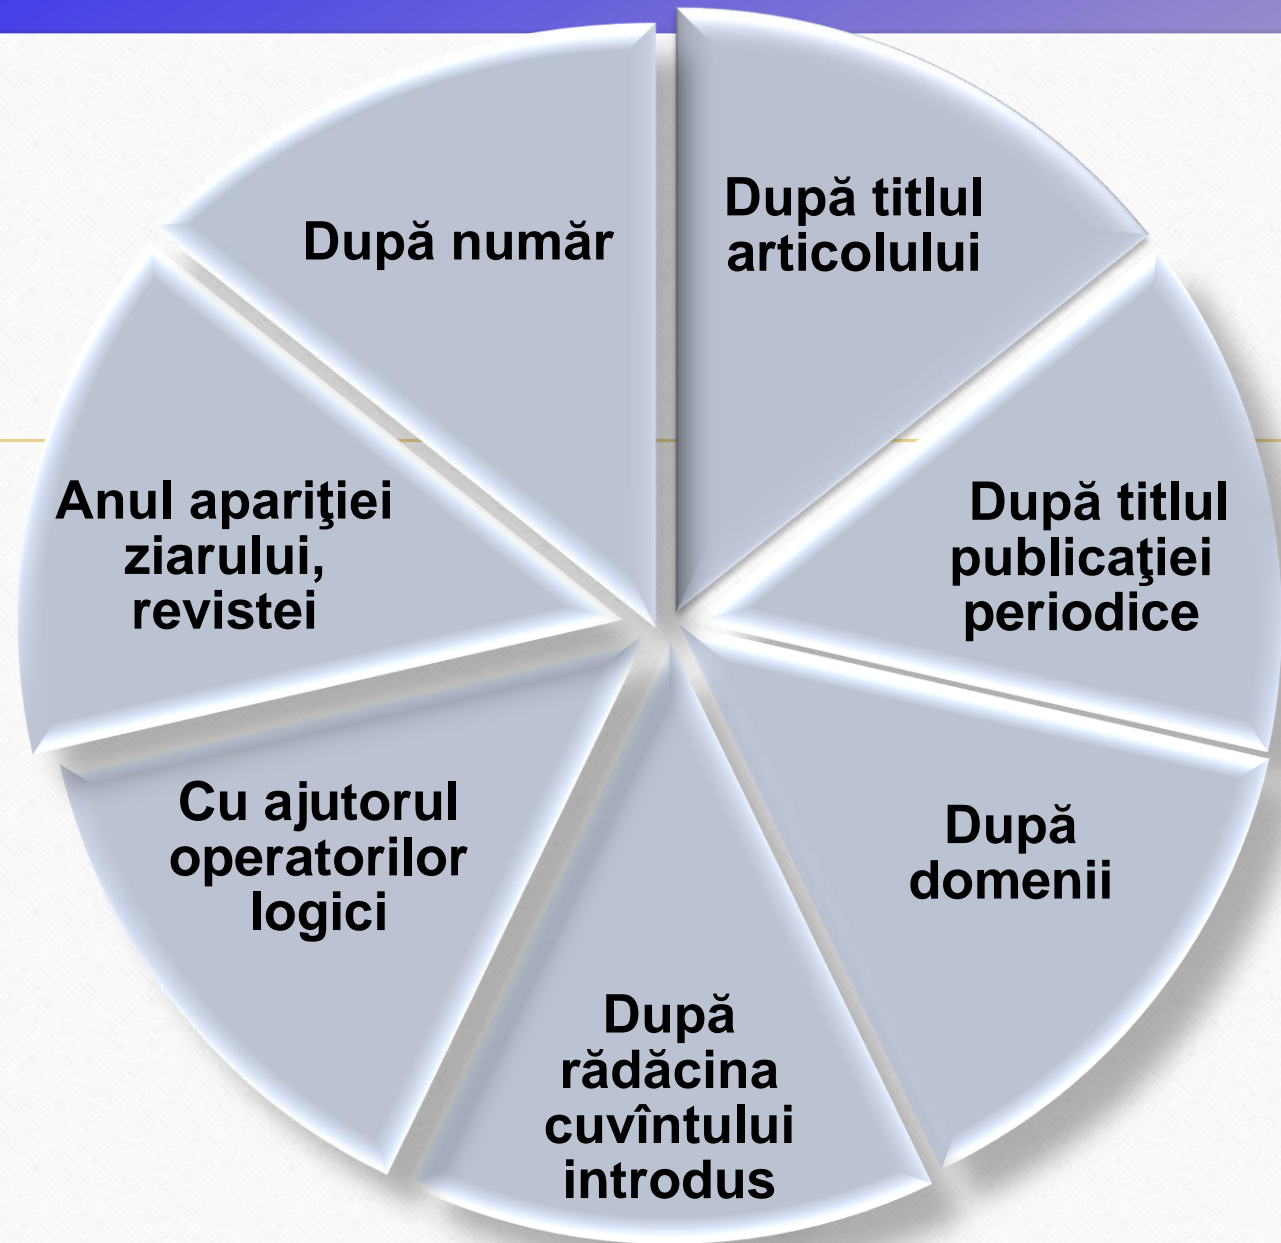 După titlul
articolului
După titlul
publicaţiei
periodice
După
domenii
După
rădăcina
cuvîntului
introdus
Cu ajutorul
operatorilor
logici
Anul apariţiei
ziarului,
revistei
După număr